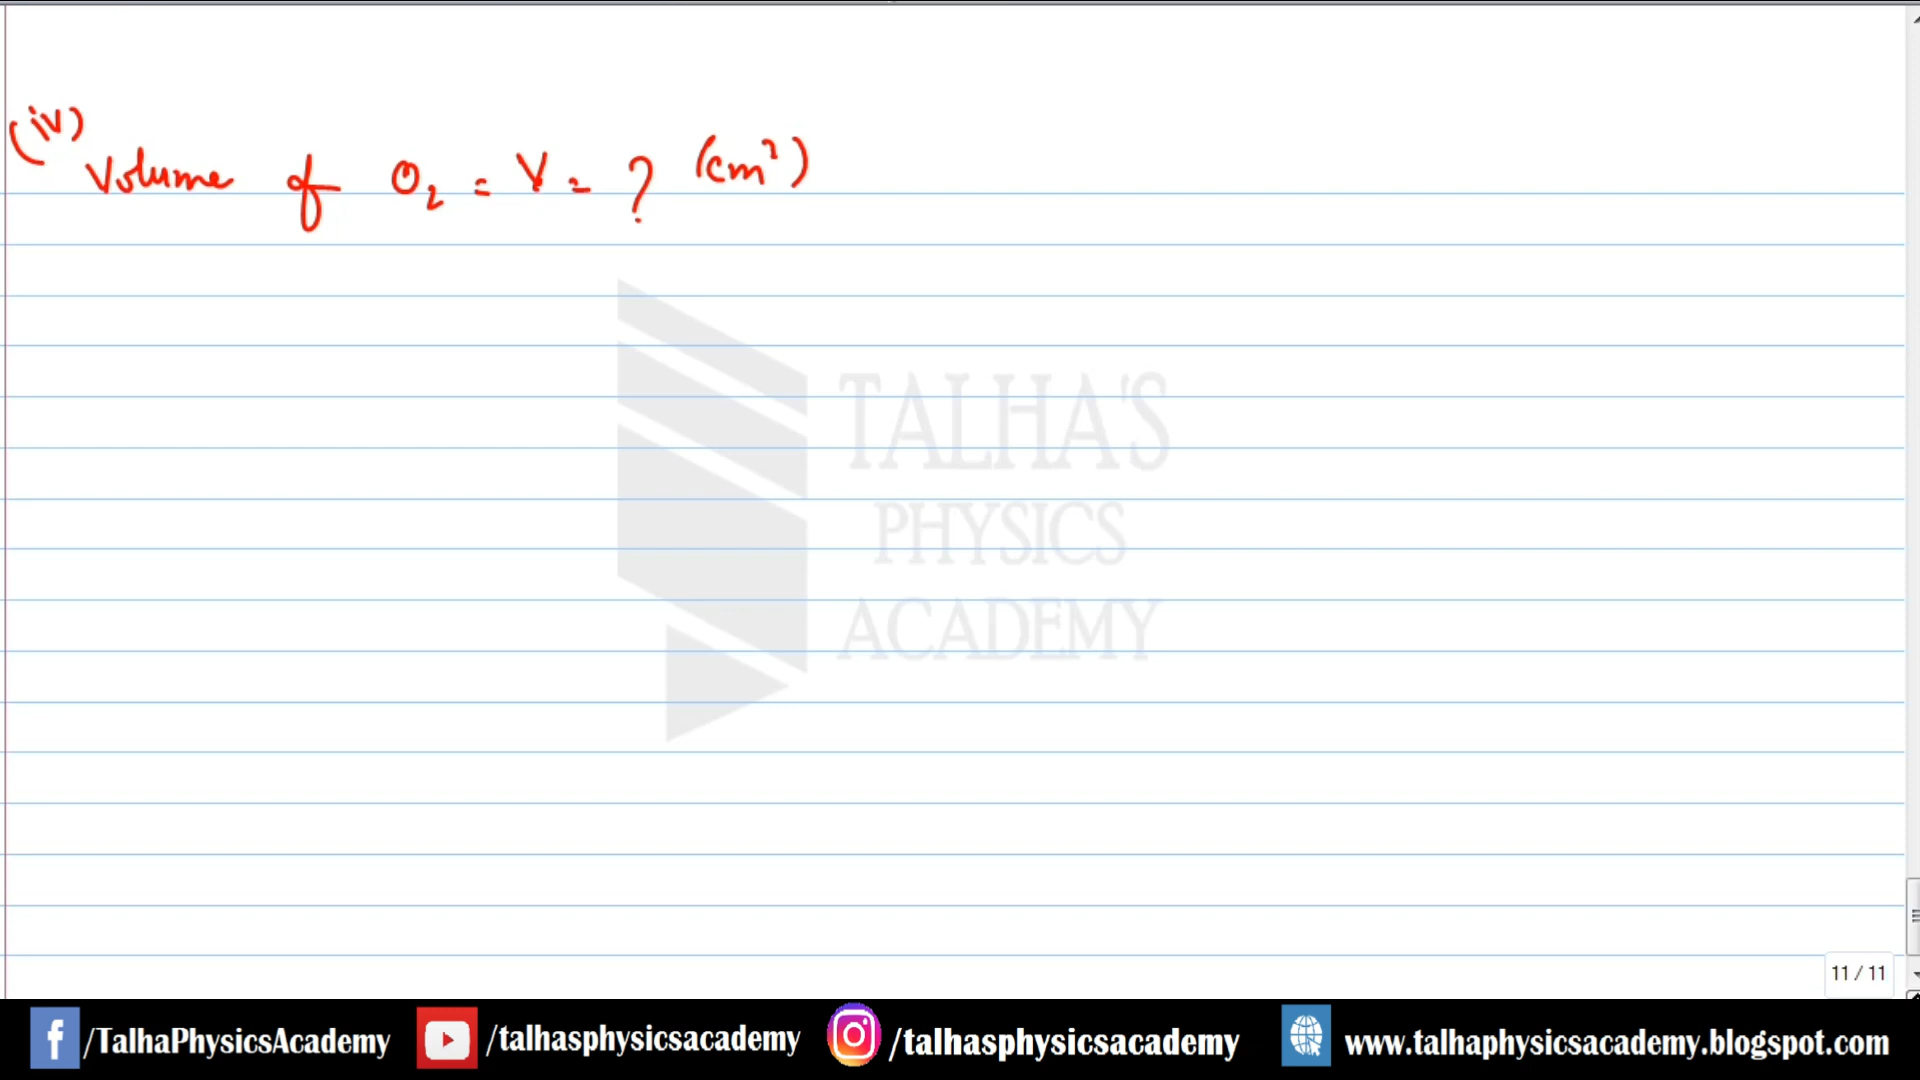 (iv)
Volume of O₂ = V = ? (cm³)
TALHA'S
PHYSICS
ACADEMY
11 / 11
/TalhaPhysicsAcademy /talhasphysicsacademy /talhasphysicsacademy www.talhaphysicsacademy.blogspot.com